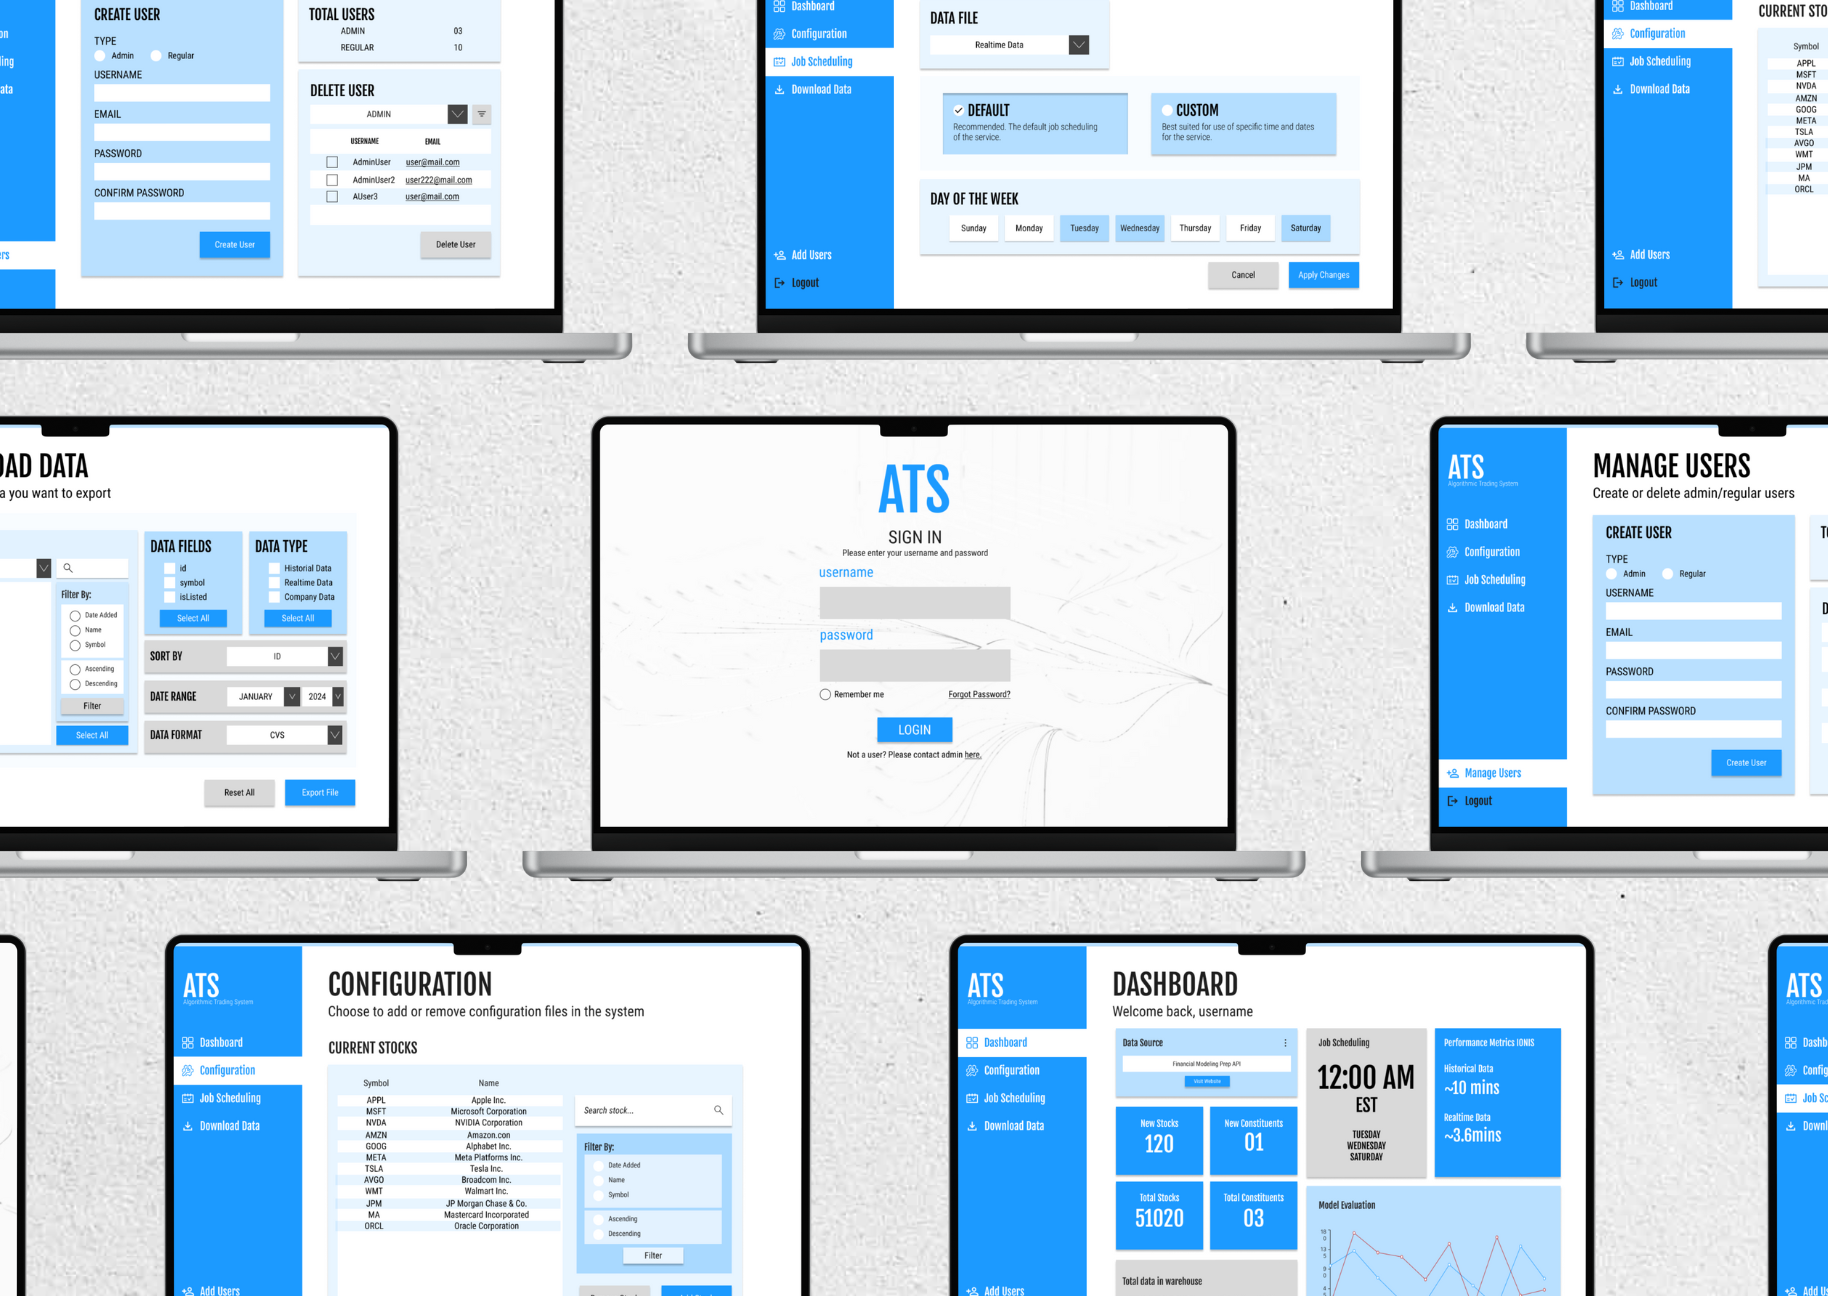 CREATE USER
TYPE
Admin Regular
USERNAME
EMAIL
PASSWORD
CONFIRM PASSWORD
Create User
TOTAL USERS
ADMIN 03
REGULAR 10
DELETE USER
ADMIN
USERNAME EMAIL
AdminUser user@mail.com
AdminUser2 user222@mail.com
AUser3 user@mail.com
Delete User
Dashboard
Configuration
Job Scheduling
Download Data
Add Users
Logout
DATA FILE
Realtime Data
DEFAULT
Recommended. The default job scheduling
of the service.
CUSTOM
Best suited for use of specific time and dates
for the service.
DAY OF THE WEEK
Sunday Monday Tuesday Wednesday Thursday Friday Saturday
Cancel Apply Changes
Dashboard
Configuration
Job Scheduling
Download Data
Add Users
Logout
CURRENT STO
Symbol
APPL
MSFT
NVDA
AMZN
GOOG
META
TSLA
AVGO
WMT
JPM
MA
ORCL
OAD DATA
a you want to export
Filter By:
Date Added
Name
Symbol
Ascending
Descending
Filter
Select All
DATA FIELDS
id
symbol
isListed
Select All
DATA TYPE
Historial Data
Realtime Data
Company Data
Select All
SORT BY ID
DATE RANGE JANUARY 2024
DATA FORMAT CVS
Reset All Export File
ATS
SIGN IN
Please enter your username and password
username
password
Remember me Forgot Password?
LOGIN
Not a user? Please contact admin here.
ATS
Algorithmic Trading System
Dashboard
Configuration
Job Scheduling
Download Data
Manage Users
Logout
MANAGE USERS
Create or delete admin/regular users
CREATE USER
TYPE
Admin Regular
USERNAME
EMAIL
PASSWORD
CONFIRM PASSWORD
Create User
ATS
Algorithmic Trading System
Dashboard
Configuration
Job Scheduling
Download Data
Add Users
CONFIGURATION
Choose to add or remove configuration files in the system
CURRENT STOCKS
Symbol Name
APPL Apple Inc.
MSFT Microsoft Corporation
NVDA NVIDIA Corporation
AMZN Amazon.con
GOOG Alphabet Inc.
META Meta Platforms Inc.
TSLA Tesla Inc.
AVGO Broadcom Inc.
WMT Walmart Inc.
JPM JP Morgan Chase & Co.
MA Mastercard Incorporated
ORCL Oracle Corporation
Search stock...
Filter By:
Date Added
Name
Symbol
Ascending
Descending
Filter
ATS
Algorithmic Trading System
Dashboard
Configuration
Job Scheduling
Download Data
Add Users
DASHBOARD
Welcome back, username
Data Source
Financial Modeling Prep API
Visit Website
New Stocks
120
New Constituents
01
Total Stocks
51020
Total Constituents
03
Total data in warehouse
Job Scheduling
12:00 AM
EST
TUESDAY
WEDNESDAY
SATURDAY
Performance Metrics IONIS
Historical Data
~10 mins
Realtime Data
~3.6mins
Model Evaluation
ATS
Algorithmic Trad
Dashb
Config
Job Sc
Downl
Add Us